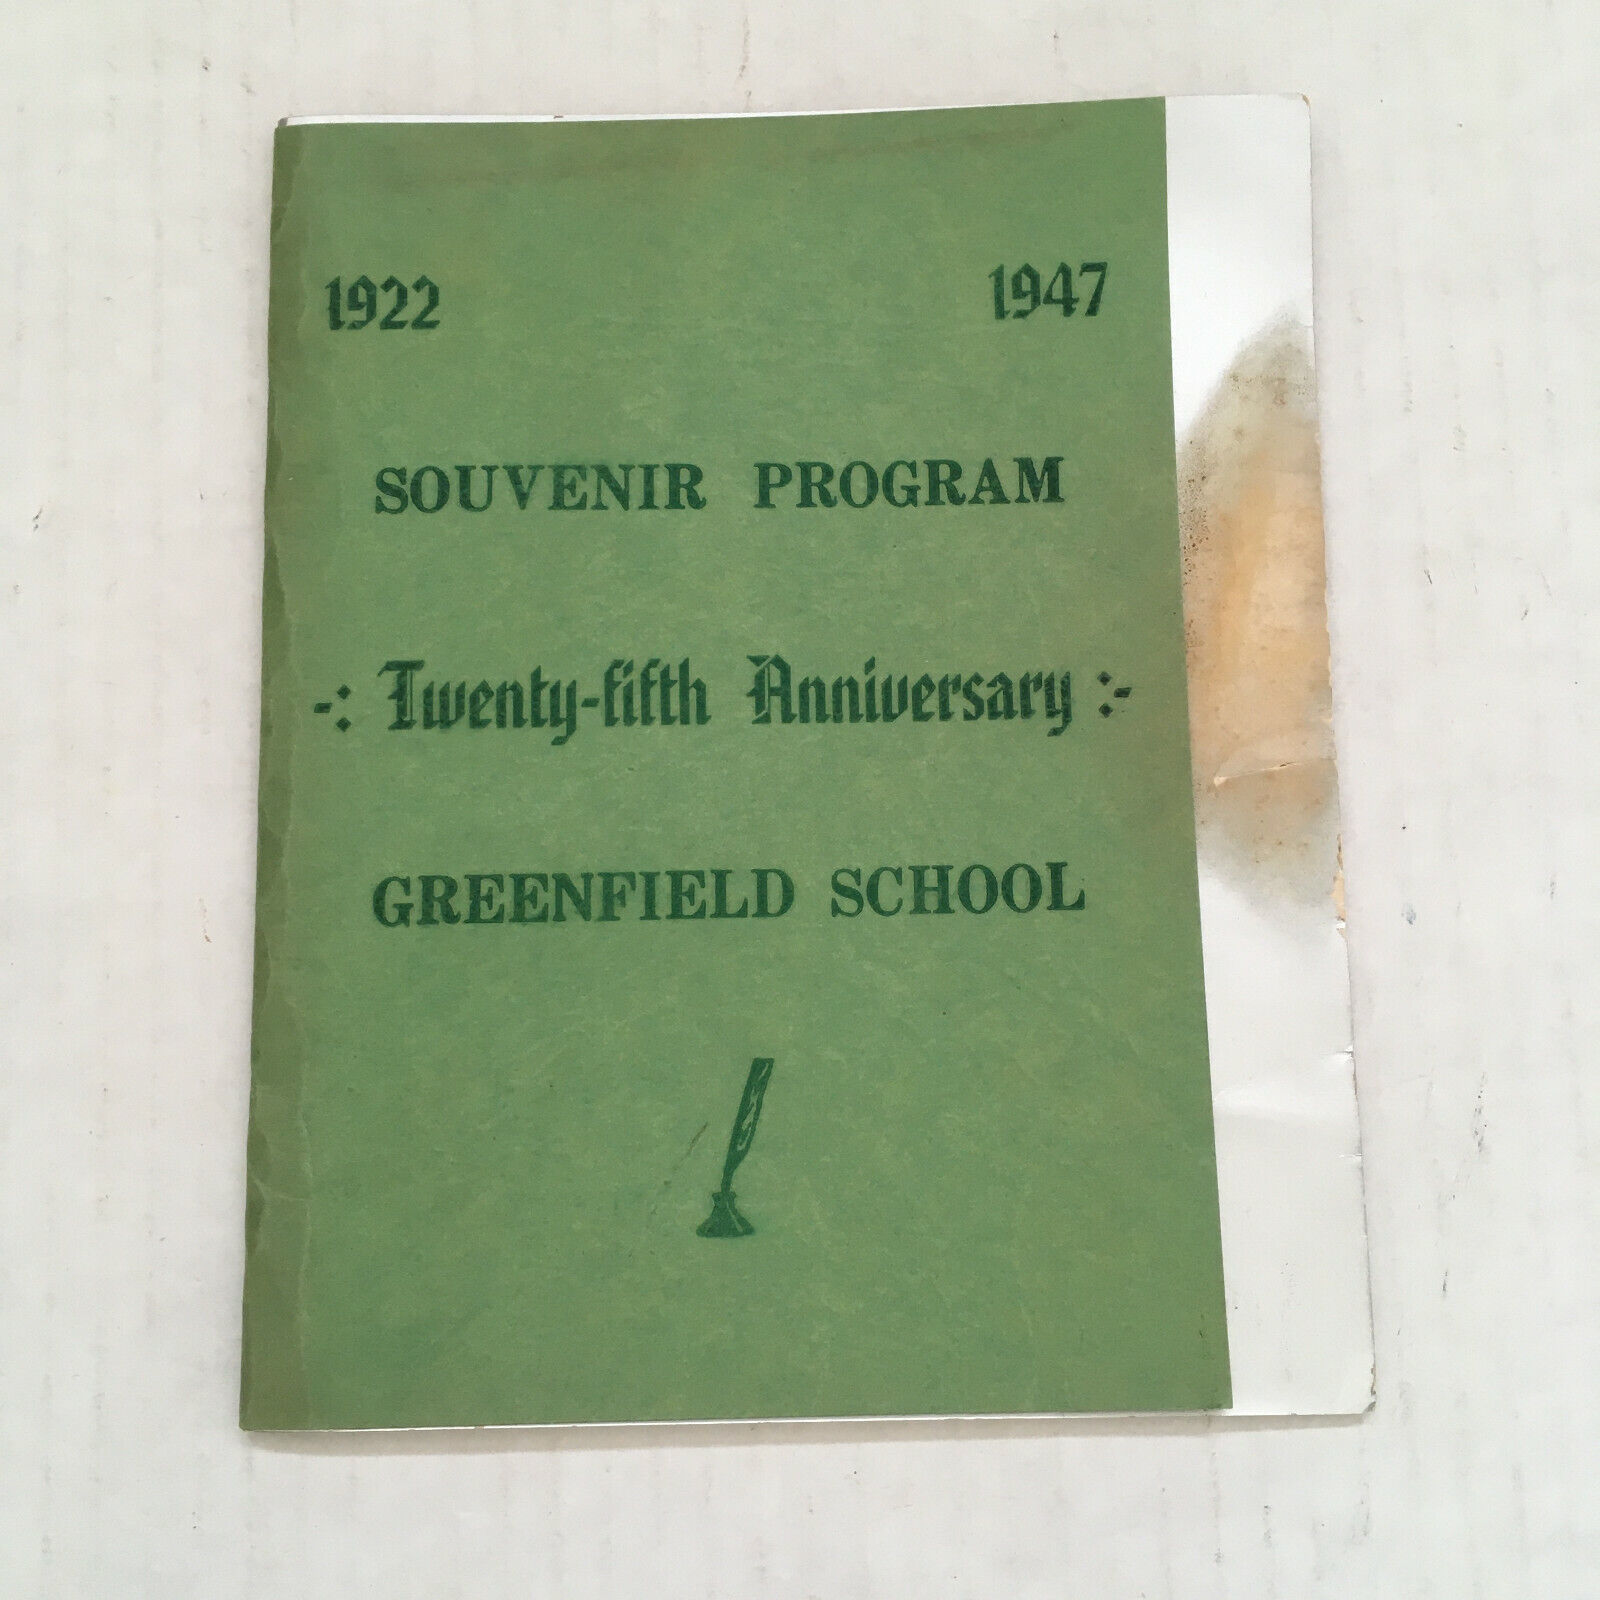 1922 1947
SOUVENIR PROGRAM
-: Twenty-fifth Anniversary :-
GREENFIELD SCHOOL